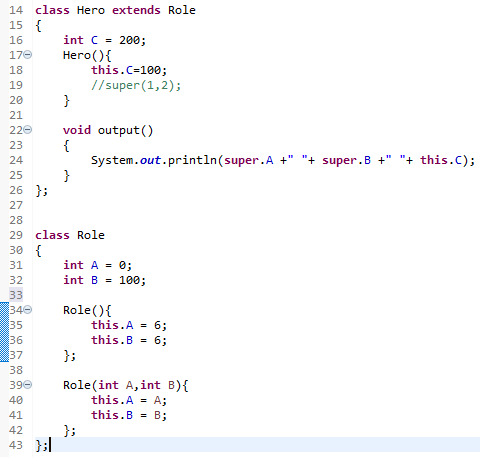 14 class Hero extends Role
15 {
16     int C = 200;
17     Hero(){
18         this.C=100;
19         //super(1,2);
20     }
21
22     void output()
23     {
24         System.out.println(super.A +" "+ super.B +" "+ this.C);
25     }
26 };
27
28
29 class Role
30 {
31     int A = 0;
32     int B = 100;
33
34     Role(){
35         this.A = 6;
36         this.B = 6;
37     };
38
39     Role(int A,int B){
40         this.A = A;
41         this.B = B;
42     };
43 };